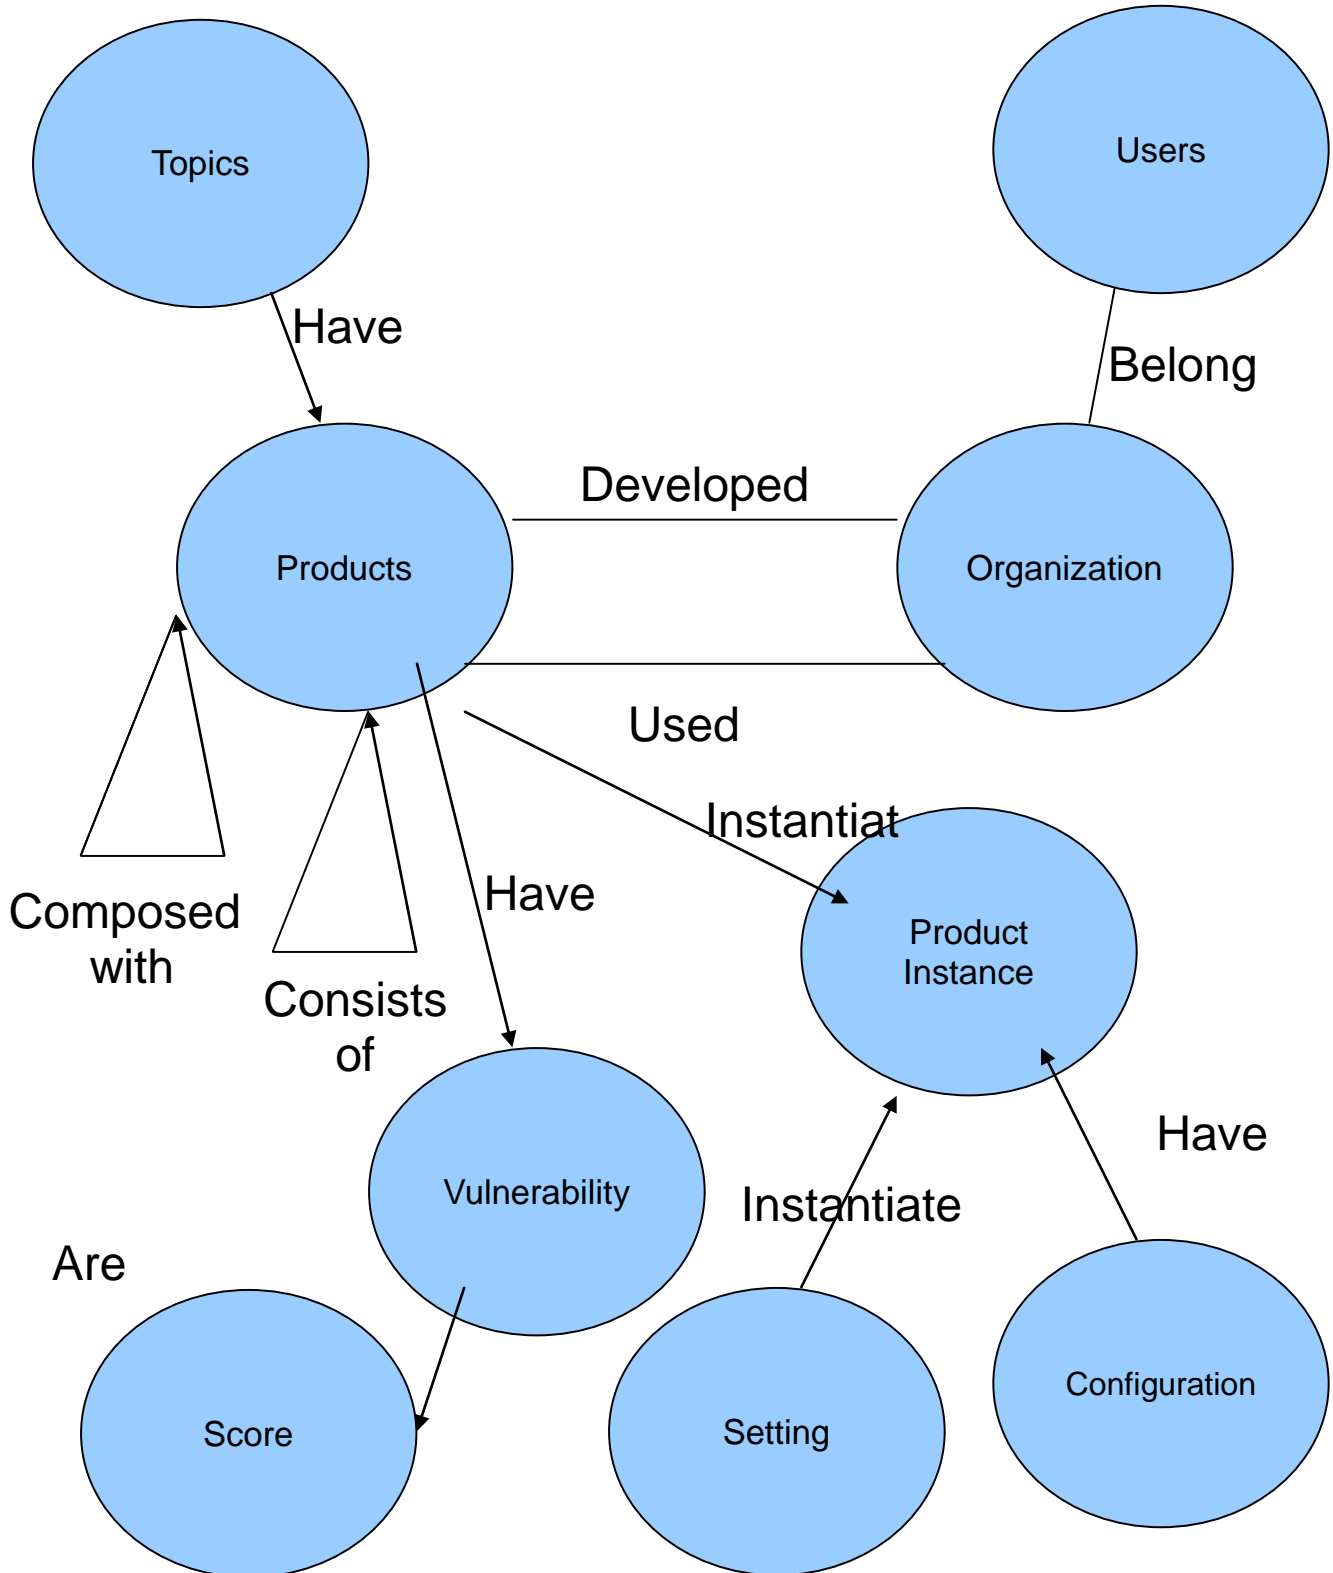 Topics
Users
Have
Belong
Developed
Products
Organization
Used
Instantiat
Have
Composed
with
Product
Instance
Consists
of
Have
Vulnerability
Instantiate
Are
Configuration
Score
Setting